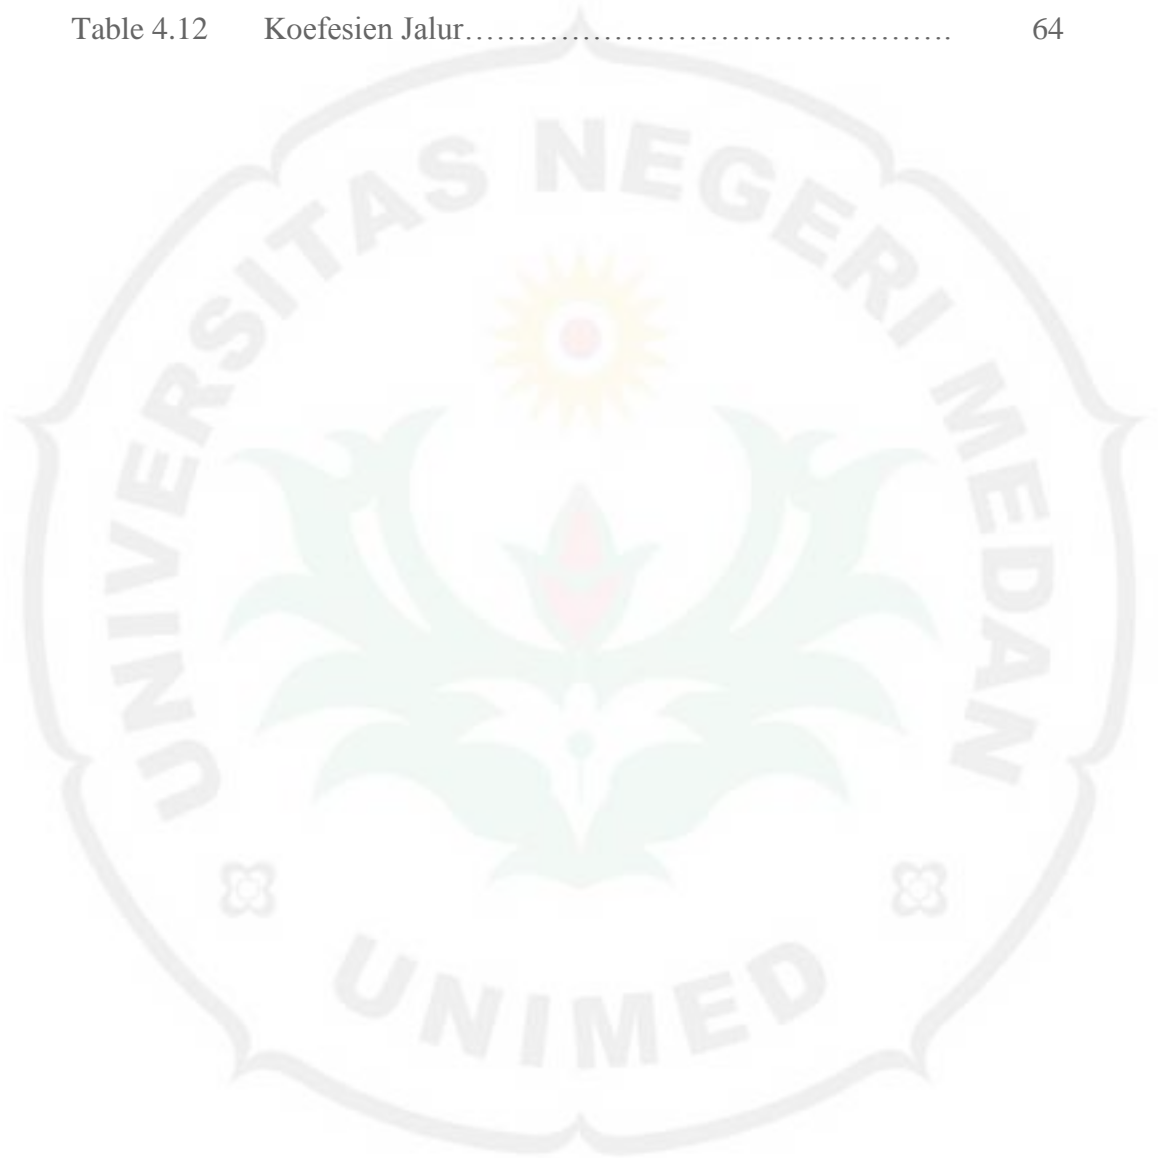 Table 4.12 Koefesien Jalur…………………………………………. 64
UNIVERSITAS NEGERI MEDAN
UNIMED